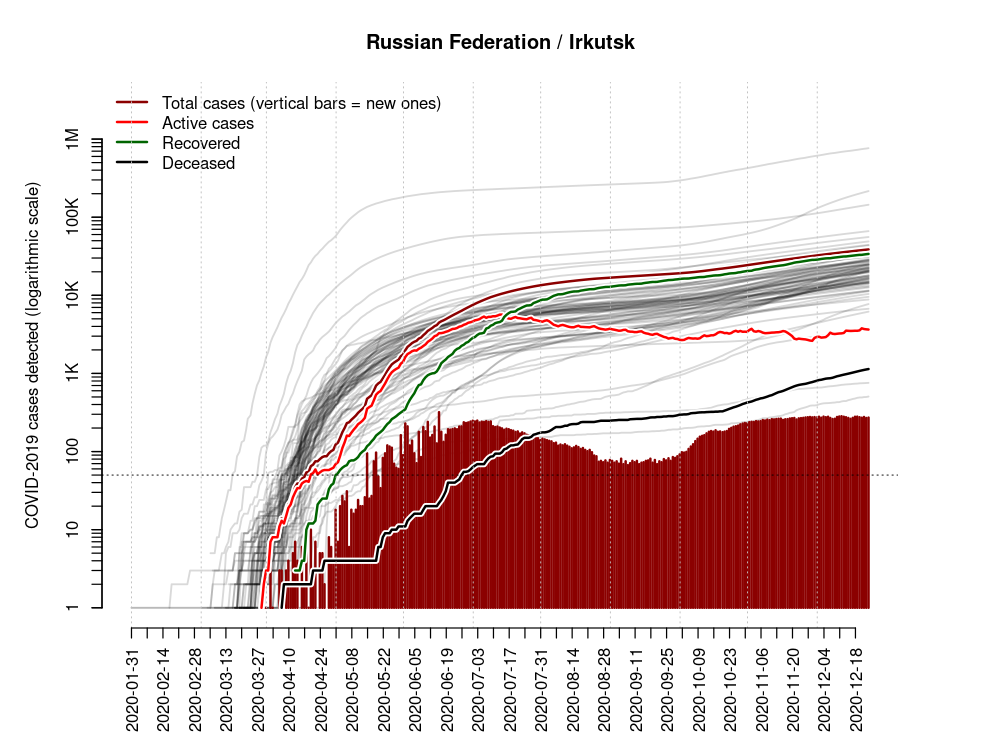 Russian Federation / Irkutsk
Total cases (vertical bars = new ones)
Active cases
Recovered
Deceased
COVID-2019 cases detected (logarithmic scale)
1M
100K
10K
1K
100
10
1
2020-01-31
2020-02-14
2020-02-28
2020-03-13
2020-03-27
2020-04-10
2020-04-24
2020-05-08
2020-05-22
2020-06-05
2020-06-19
2020-07-03
2020-07-17
2020-07-31
2020-08-14
2020-08-28
2020-09-11
2020-09-25
2020-10-09
2020-10-23
2020-11-06
2020-11-20
2020-12-04
2020-12-18